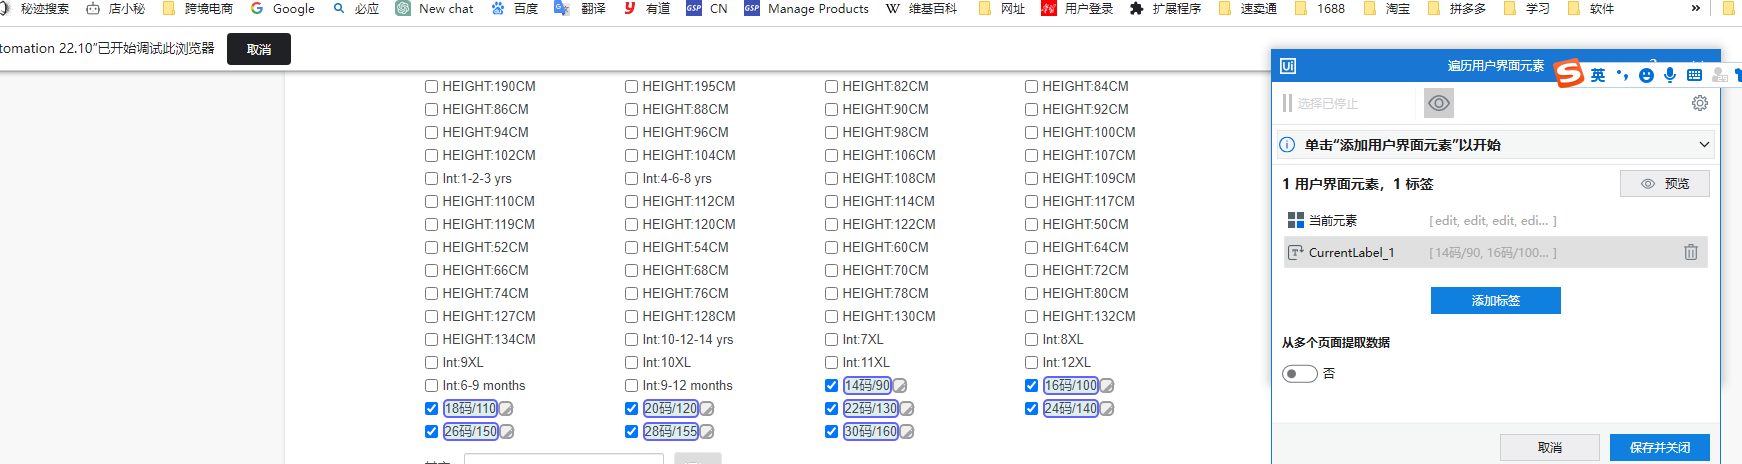 秘迹搜索 店小秘 跨境电商 Google 必应 New chat 百度 翻译 有道 CN Manage Products 维基百科 网址 用户登录 扩展程序 速卖通 1688 淘宝 拼多多 学习 软件 »
tomation 22.10"已开始调试此浏览器 取消
HEIGHT:190CM HEIGHT:195CM HEIGHT:82CM HEIGHT:84CM
HEIGHT:86CM HEIGHT:88CM HEIGHT:90CM HEIGHT:92CM
HEIGHT:94CM HEIGHT:96CM HEIGHT:98CM HEIGHT:100CM
HEIGHT:102CM HEIGHT:104CM HEIGHT:106CM HEIGHT:107CM
Int:1-2-3 yrs Int:4-6-8 yrs HEIGHT:108CM HEIGHT:109CM
HEIGHT:110CM HEIGHT:112CM HEIGHT:114CM HEIGHT:117CM
HEIGHT:119CM HEIGHT:120CM HEIGHT:122CM HEIGHT:50CM
HEIGHT:52CM HEIGHT:54CM HEIGHT:60CM HEIGHT:64CM
HEIGHT:66CM HEIGHT:68CM HEIGHT:70CM HEIGHT:72CM
HEIGHT:74CM HEIGHT:76CM HEIGHT:78CM HEIGHT:80CM
HEIGHT:127CM HEIGHT:128CM HEIGHT:130CM HEIGHT:132CM
HEIGHT:134CM Int:10-12-14 yrs Int:7XL Int:8XL
Int:9XL Int:10XL Int:11XL Int:12XL
Int:6-9 months Int:9-12 months 14码/90 16码/100
18码/110 20码/120 22码/130 24码/140
26码/150 28码/155 30码/160
Ui 遍历用户界面元素
英
选择已停止
单击"添加用户界面元素"以开始
1 用户界面元素，1 标签 预览
当前元素 [ edit, edit, edit, edi... ]
CurrentLabel_1 [ 14码/90, 16码/100... ]
添加标签
从多个页面提取数据
否
取消 保存并关闭